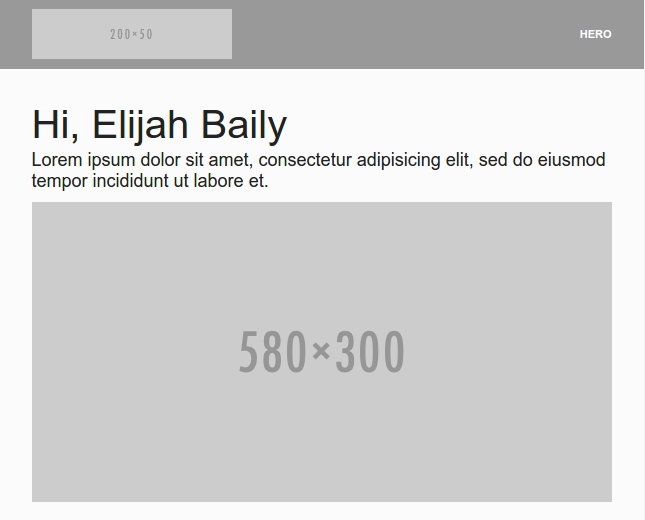 200×50
HERO
Hi, Elijah Baily
Lorem ipsum dolor sit amet, consectetur adipisicing elit, sed do eiusmod
tempor incididunt ut labore et.
580×300